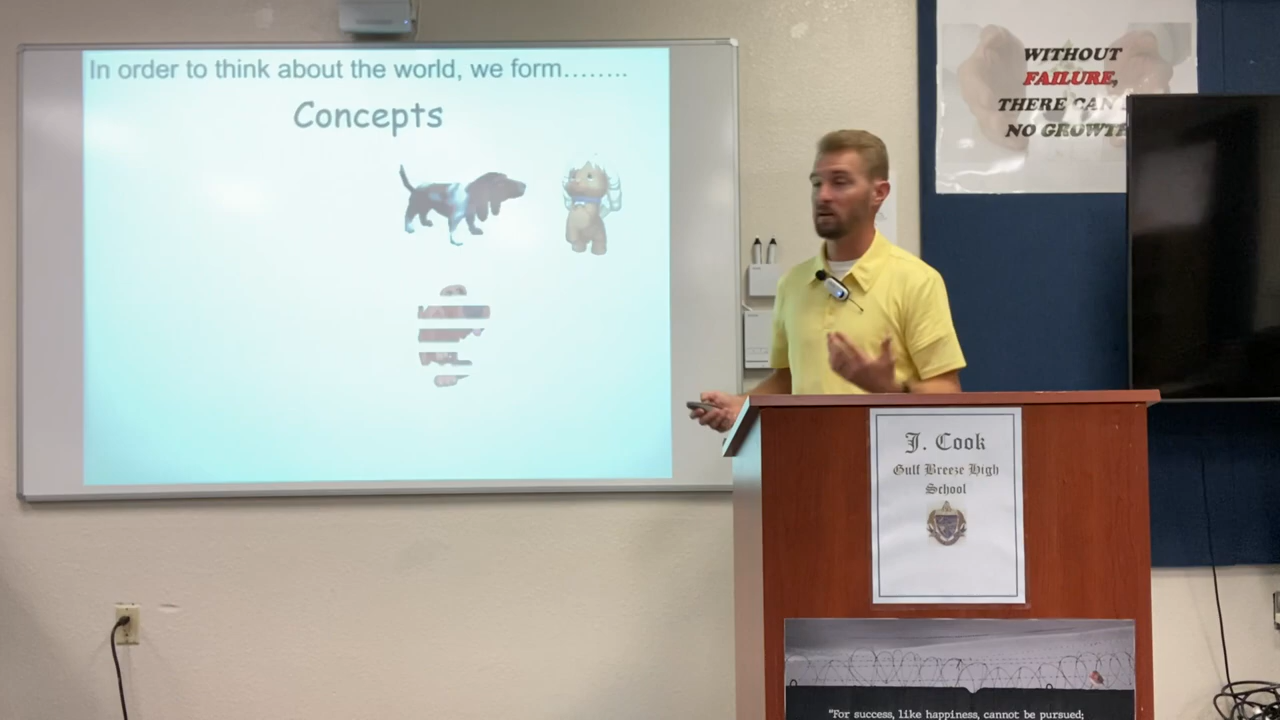 In order to think about the world, we form........
Concepts
WITHOUT
FAILURE,
THERE CAN
NO GROWTH
J. Cook
Gulf Breeze High
School
"For success, like happiness, cannot be pursued;